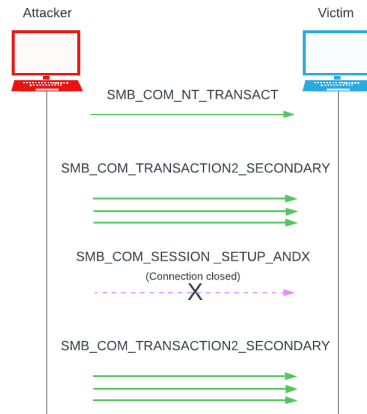 Attacker Victim
SMB_COM_NT_TRANSACT
SMB_COM_TRANSACTION2_SECONDARY
SMB_COM_SESSION _SETUP_ANDX
(Connection closed)
X
SMB_COM_TRANSACTION2_SECONDARY